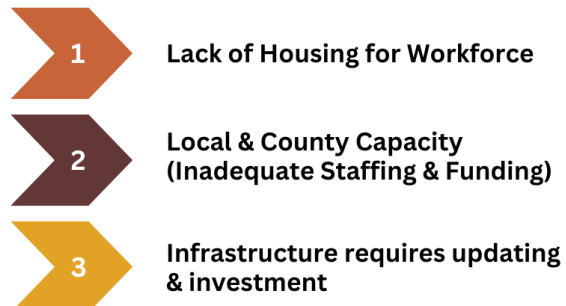 1
Lack of Housing for Workforce
2
Local & County Capacity
(Inadequate Staffing & Funding)
3
Infrastructure requires updating
& investment